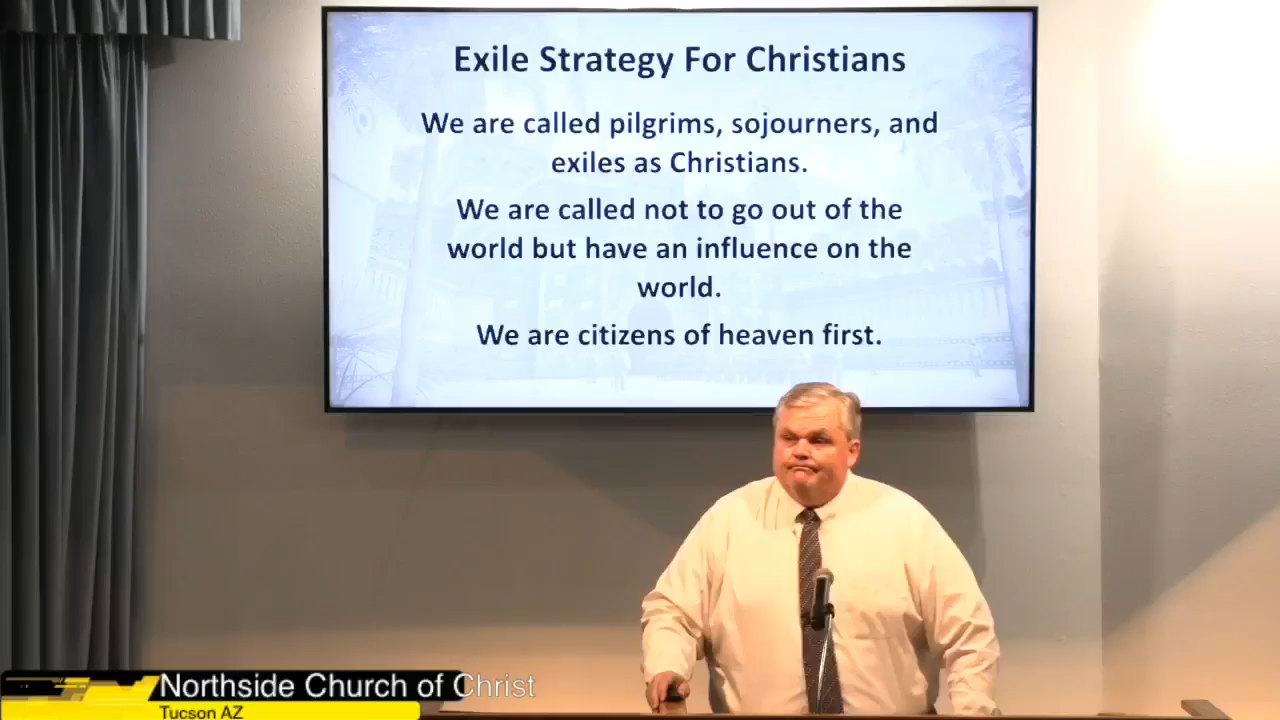 Exile Strategy For Christians
We are called pilgrims, sojourners, and
exiles as Christians.
We are called not to go out of the
world but have an influence on the
world.
We are citizens of heaven first.
Northside Church of Christ
Tucson AZ